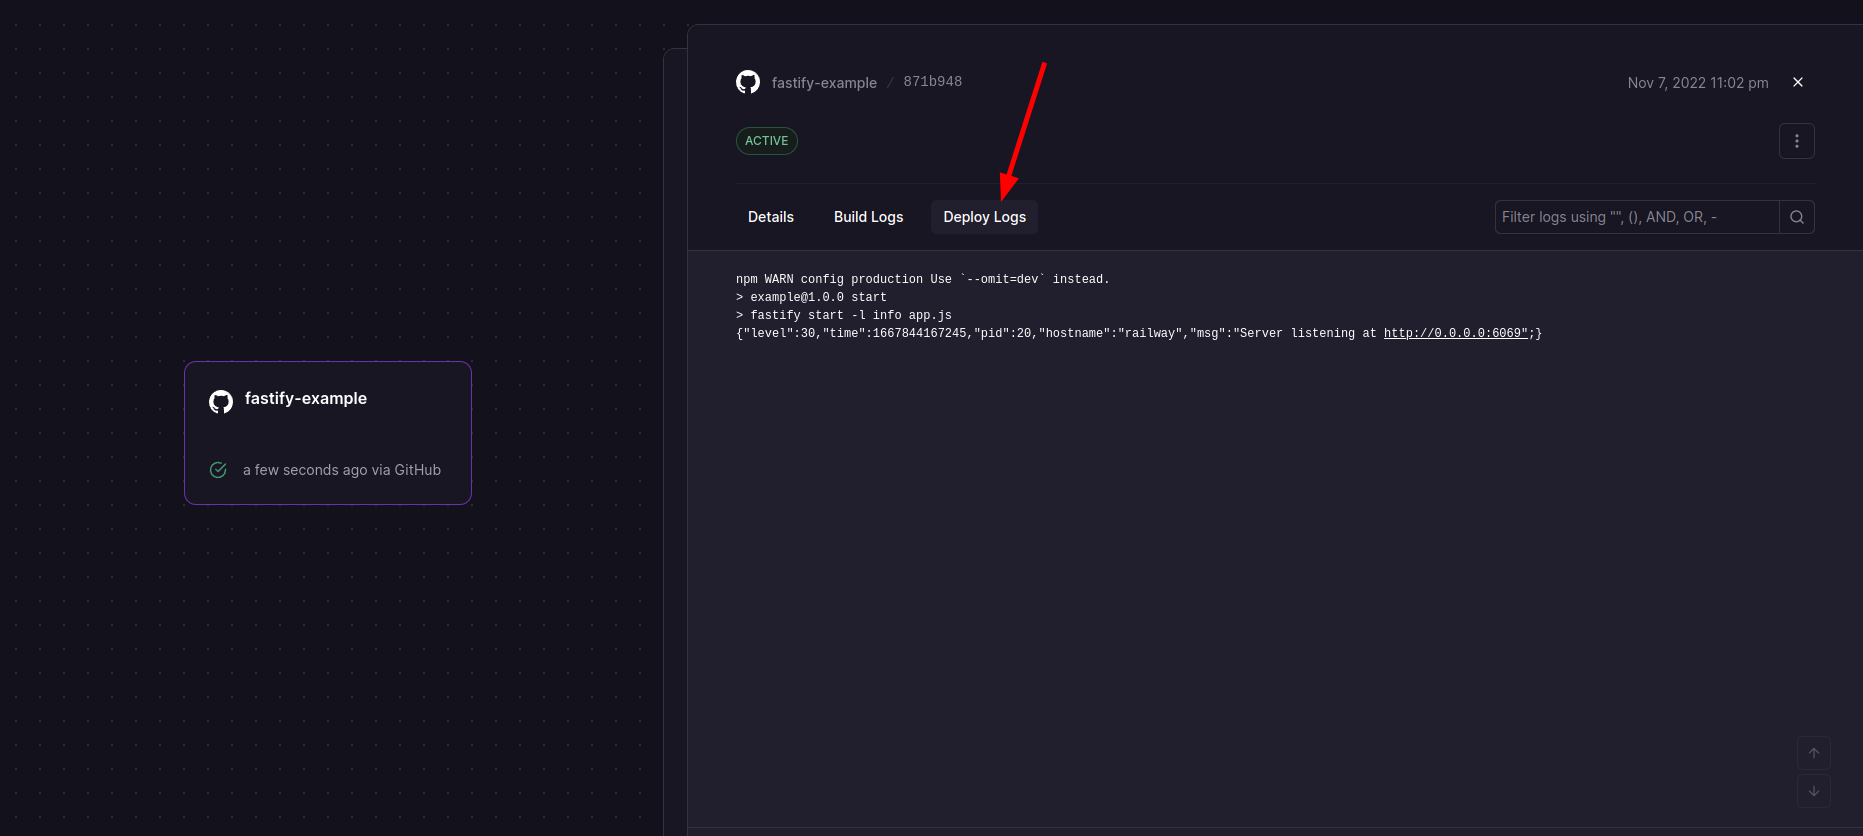 fastify-example / 871b948
Nov 7, 2022 11:02 pm
ACTIVE
Details
Build Logs
Deploy Logs
Filter logs using "", (), AND, OR, -
npm WARN config production Use `--omit=dev` instead.
> example@1.0.0 start
> fastify start -l info app.js
{"level":30,"time":1667844167245,"pid":20,"hostname":"railway","msg":"Server listening at http://0.0.0.0:6069";}
fastify-example
a few seconds ago via GitHub